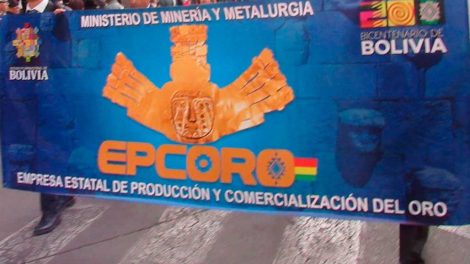 MINISTERIO DE MINERÍA Y METALURGIA
BOLIVIA
BICENTENARIO DE
BOLIVIA
EPCORO
EMPRESA ESTATAL DE PRODUCCIÓN Y COMERCIALIZACIÓN DEL ORO